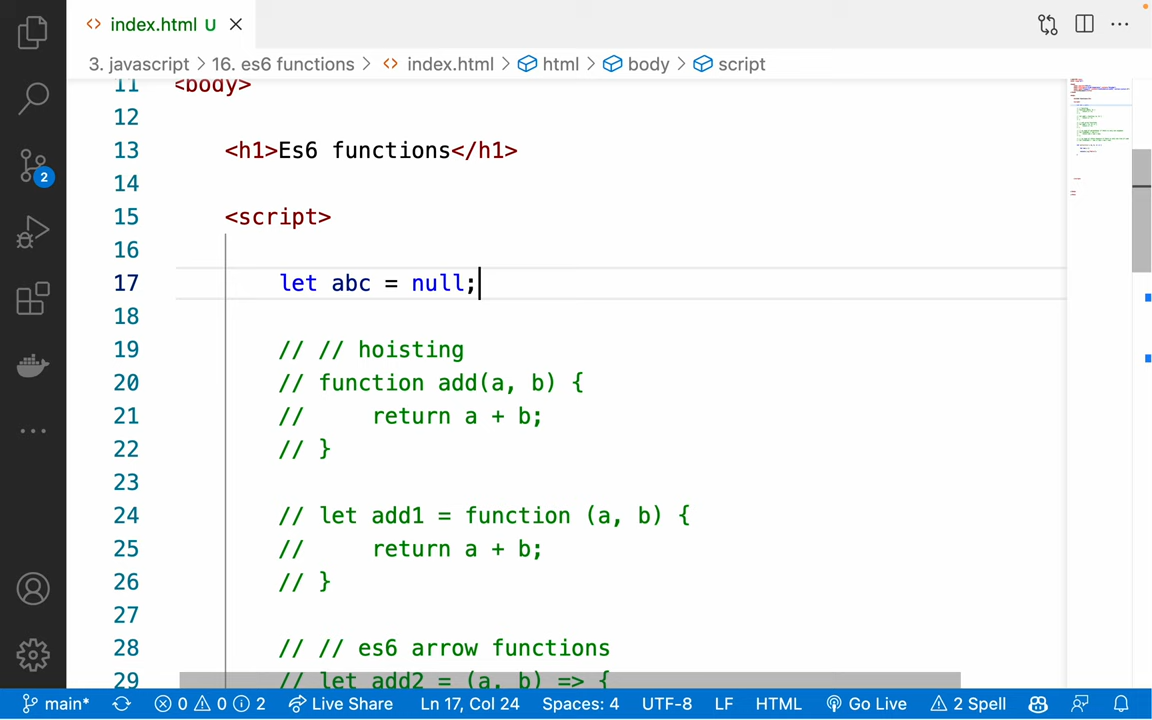 index.html U
3. javascript > 16. es6 functions > index.html > html > body > script
11 <body>
12
13 <h1>Es6 functions</h1>
14
15 <script>
16
17 let abc = null;
18
19 // // hoisting
20 // function add(a, b) {
21 // return a + b;
22 // }
23
24 // let add1 = function (a, b) {
25 // return a + b;
26 // }
27
28 // // es6 arrow functions
29 // let add2 = (a, b) => {
2
main* 0 0 2 Live Share Ln 17, Col 24 Spaces: 4 UTF-8 LF HTML Go Live 2 Spell